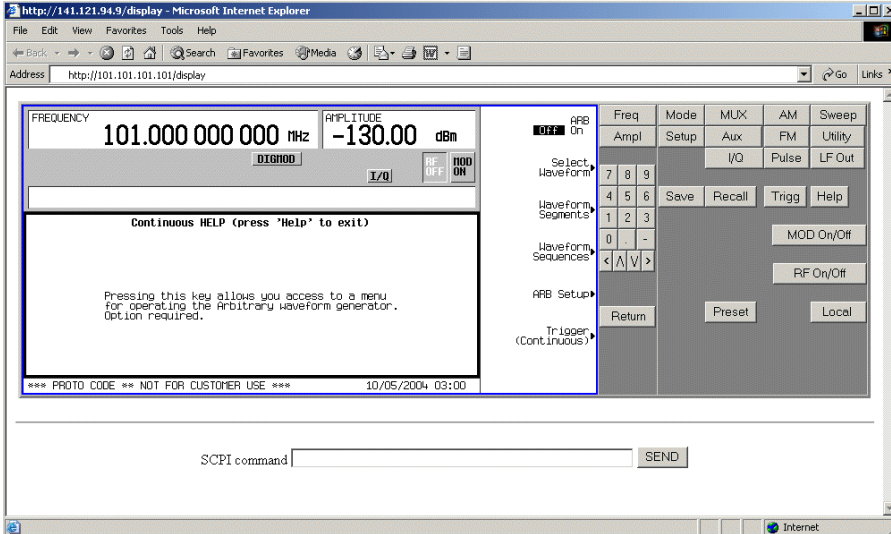 http://141.121.94.9/display - Microsoft Internet Explorer
File Edit View Favorites Tools Help
Back Search Favorites Media
Address http://101.101.101.101/display Go Links
FREQUENCY
101.000 000 000 MHz
AMPLITUDE
-130.00 dBm
DIGMOD
I/Q
RF OFF
MOD ON
Continuous HELP (press 'Help' to exit)
Pressing this key allows you access to a menu
for operating the Arbitrary waveform generator.
Option required.
*** PROTO CODE ** NOT FOR CUSTOMER USE *** 10/05/2004 03:00
ARB
Off On
Select
Waveform
Waveform
Segments
Waveform
Sequences
ARB Setup
Trigger
(Continuous)
Freq Mode MUX AM Sweep
Ampl Setup Aux FM Utility
I/Q Pulse LF Out
7 8 9
4 5 6 Save Recall Trigg Help
1 2 3
0 . - MOD On/Off
< Λ V >
RF On/Off
Return Preset Local
SCPI command SEND
Internet